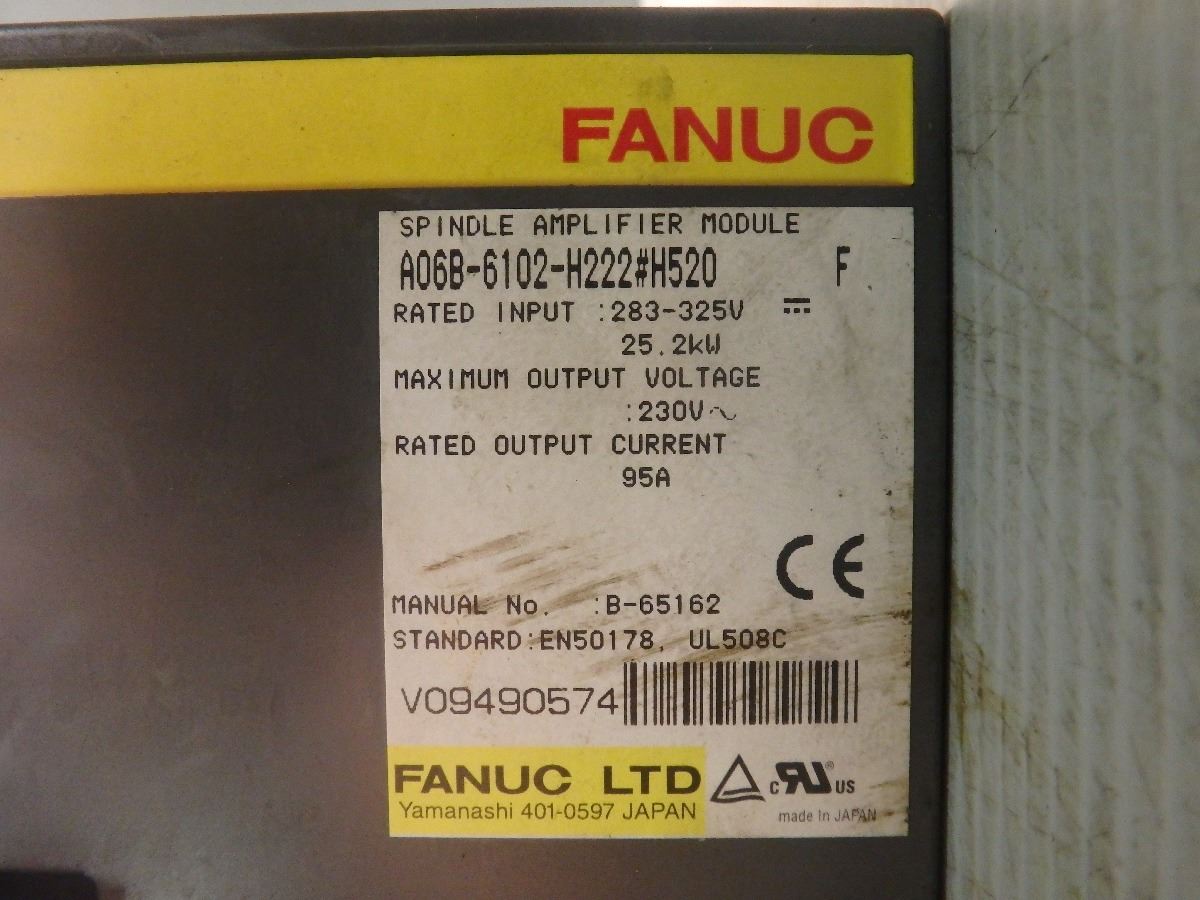 FANUC
SPINDLE AMPLIFIER MODULE
A06B-6102-H222#H520 F
RATED INPUT :283-325V ⎓
25.2kW
MAXIMUM OUTPUT VOLTAGE
:230V~
RATED OUTPUT CURRENT
95A
CE
MANUAL No. :B-65162
STANDARD:EN50178, UL508C
V09490574
FANUC LTD
Yamanashi 401-0597 JAPAN
c RU ® US
made in JAPAN